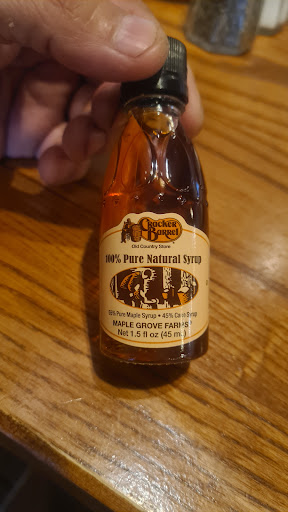 Cracker
Barrel
Old Country Store
100% Pure Natural Syrup
55% Pure Maple Syrup • 45% Cane Syrup
MAPLE GROVE FARMS®
Net 1.5 fl oz (45 mL)